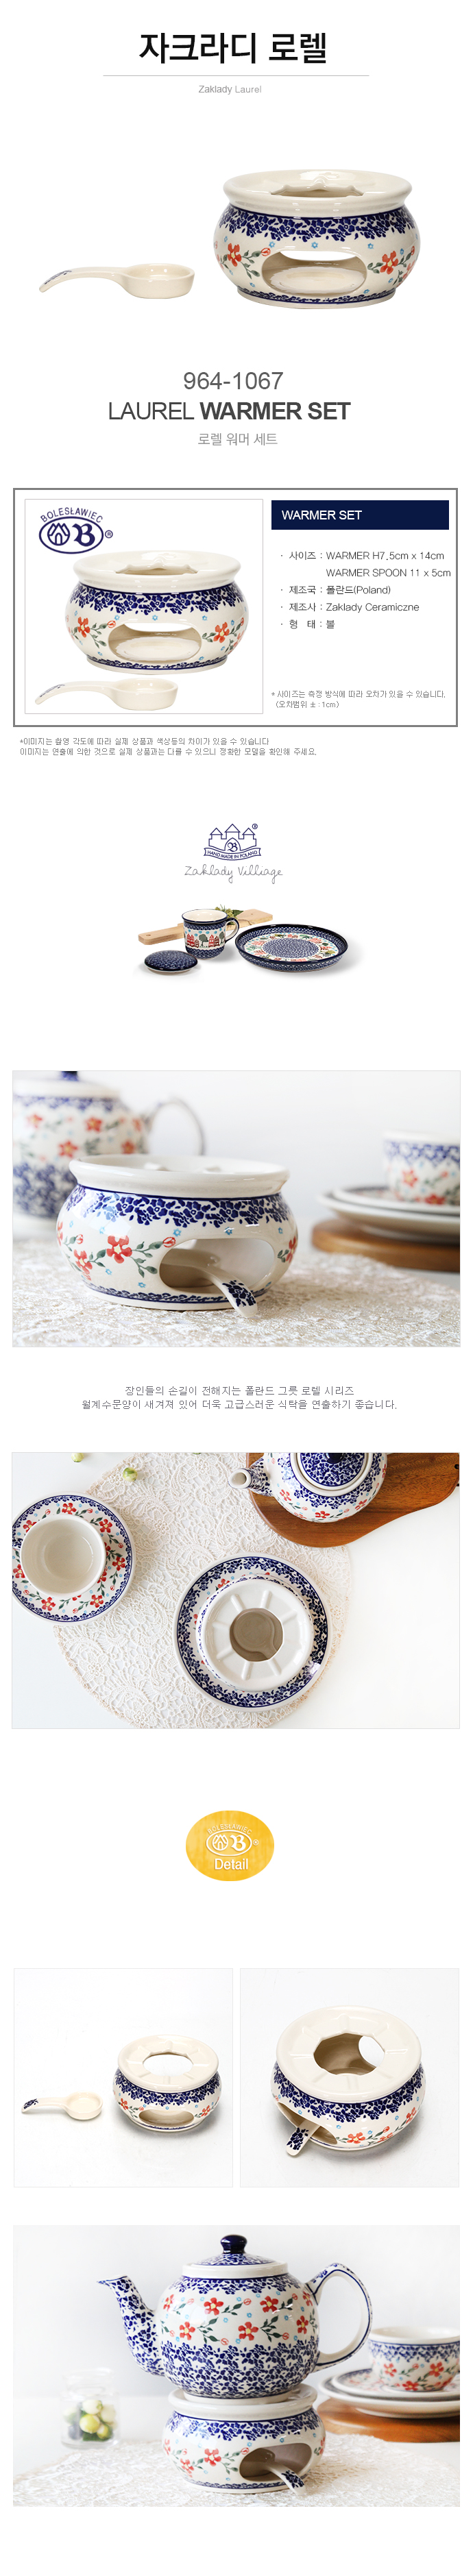 자크라디 로렐
Zaklady Laurel
964-1067
LAUREL WARMER SET
로렐 워머 세트
BOLESŁAWIEC
B ®
WARMER SET
· 사이즈 : WARMER H7.5cm x 14cm
WARMER SPOON 11 x 5cm
· 제조국 : 폴란드(Poland)
· 제조사 : Zaklady Ceramiczne
· 형 태 : 볼
* 사이즈는 측정 방식에 따라 오차가 있을 수 있습니다.
(오차범위 ± : 1cm)
*이미지는 촬영 각도에 따라 실제 상품과 색상등의 차이가 있을 수 있습니다
이미지는 연출에 의한 것으로 실제 상품과는 다를 수 있으니 정확한 모델을 확인해 주세요.
®
B
HAND MADE IN POLAND
Zaklady Villiage
장인들의 손길이 전해지는 폴란드 그릇 로렐 시리즈
월계수문양이 새겨져 있어 더욱 고급스러운 식탁을 연출하기 좋습니다.
BOLESŁAWIEC
B ®
Detail